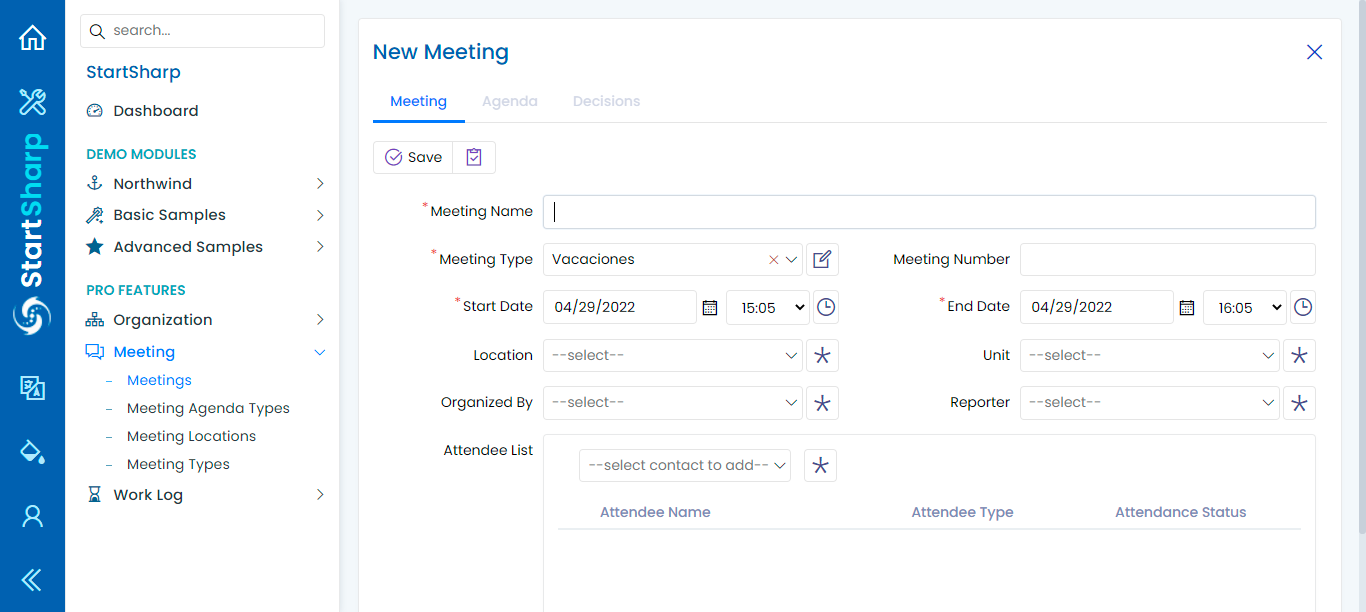 search...
StartSharp
Dashboard
DEMO MODULES
Northwind
Basic Samples
Advanced Samples
PRO FEATURES
Organization
Meeting
– Meetings
– Meeting Agenda Types
– Meeting Locations
– Meeting Types
Work Log
StartSharp
New Meeting
Meeting Agenda Decisions
Save
*Meeting Name
*Meeting Type Vacaciones Meeting Number
*Start Date 04/29/2022 15:05 *End Date 04/29/2022 16:05
Location --select-- Unit --select--
Organized By --select-- Reporter --select--
Attendee List
--select contact to add--
Attendee Name Attendee Type Attendance Status